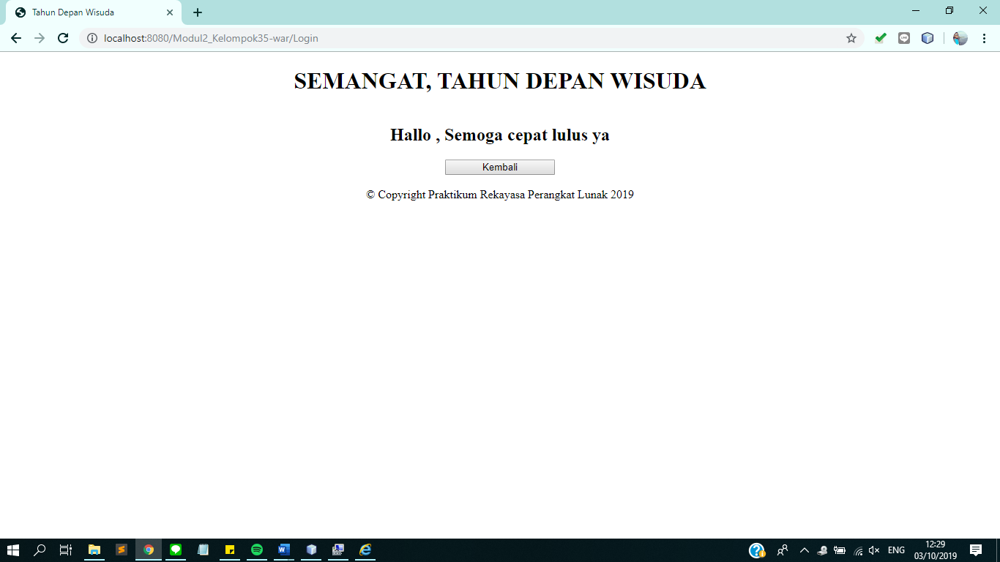 Tahun Depan Wisuda
localhost:8080/Modul2_Kelompok35-war/Login
SEMANGAT, TAHUN DEPAN WISUDA
Hallo , Semoga cepat lulus ya
Kembali
© Copyright Praktikum Rekayasa Perangkat Lunak 2019
ENG
12:29
03/10/2019